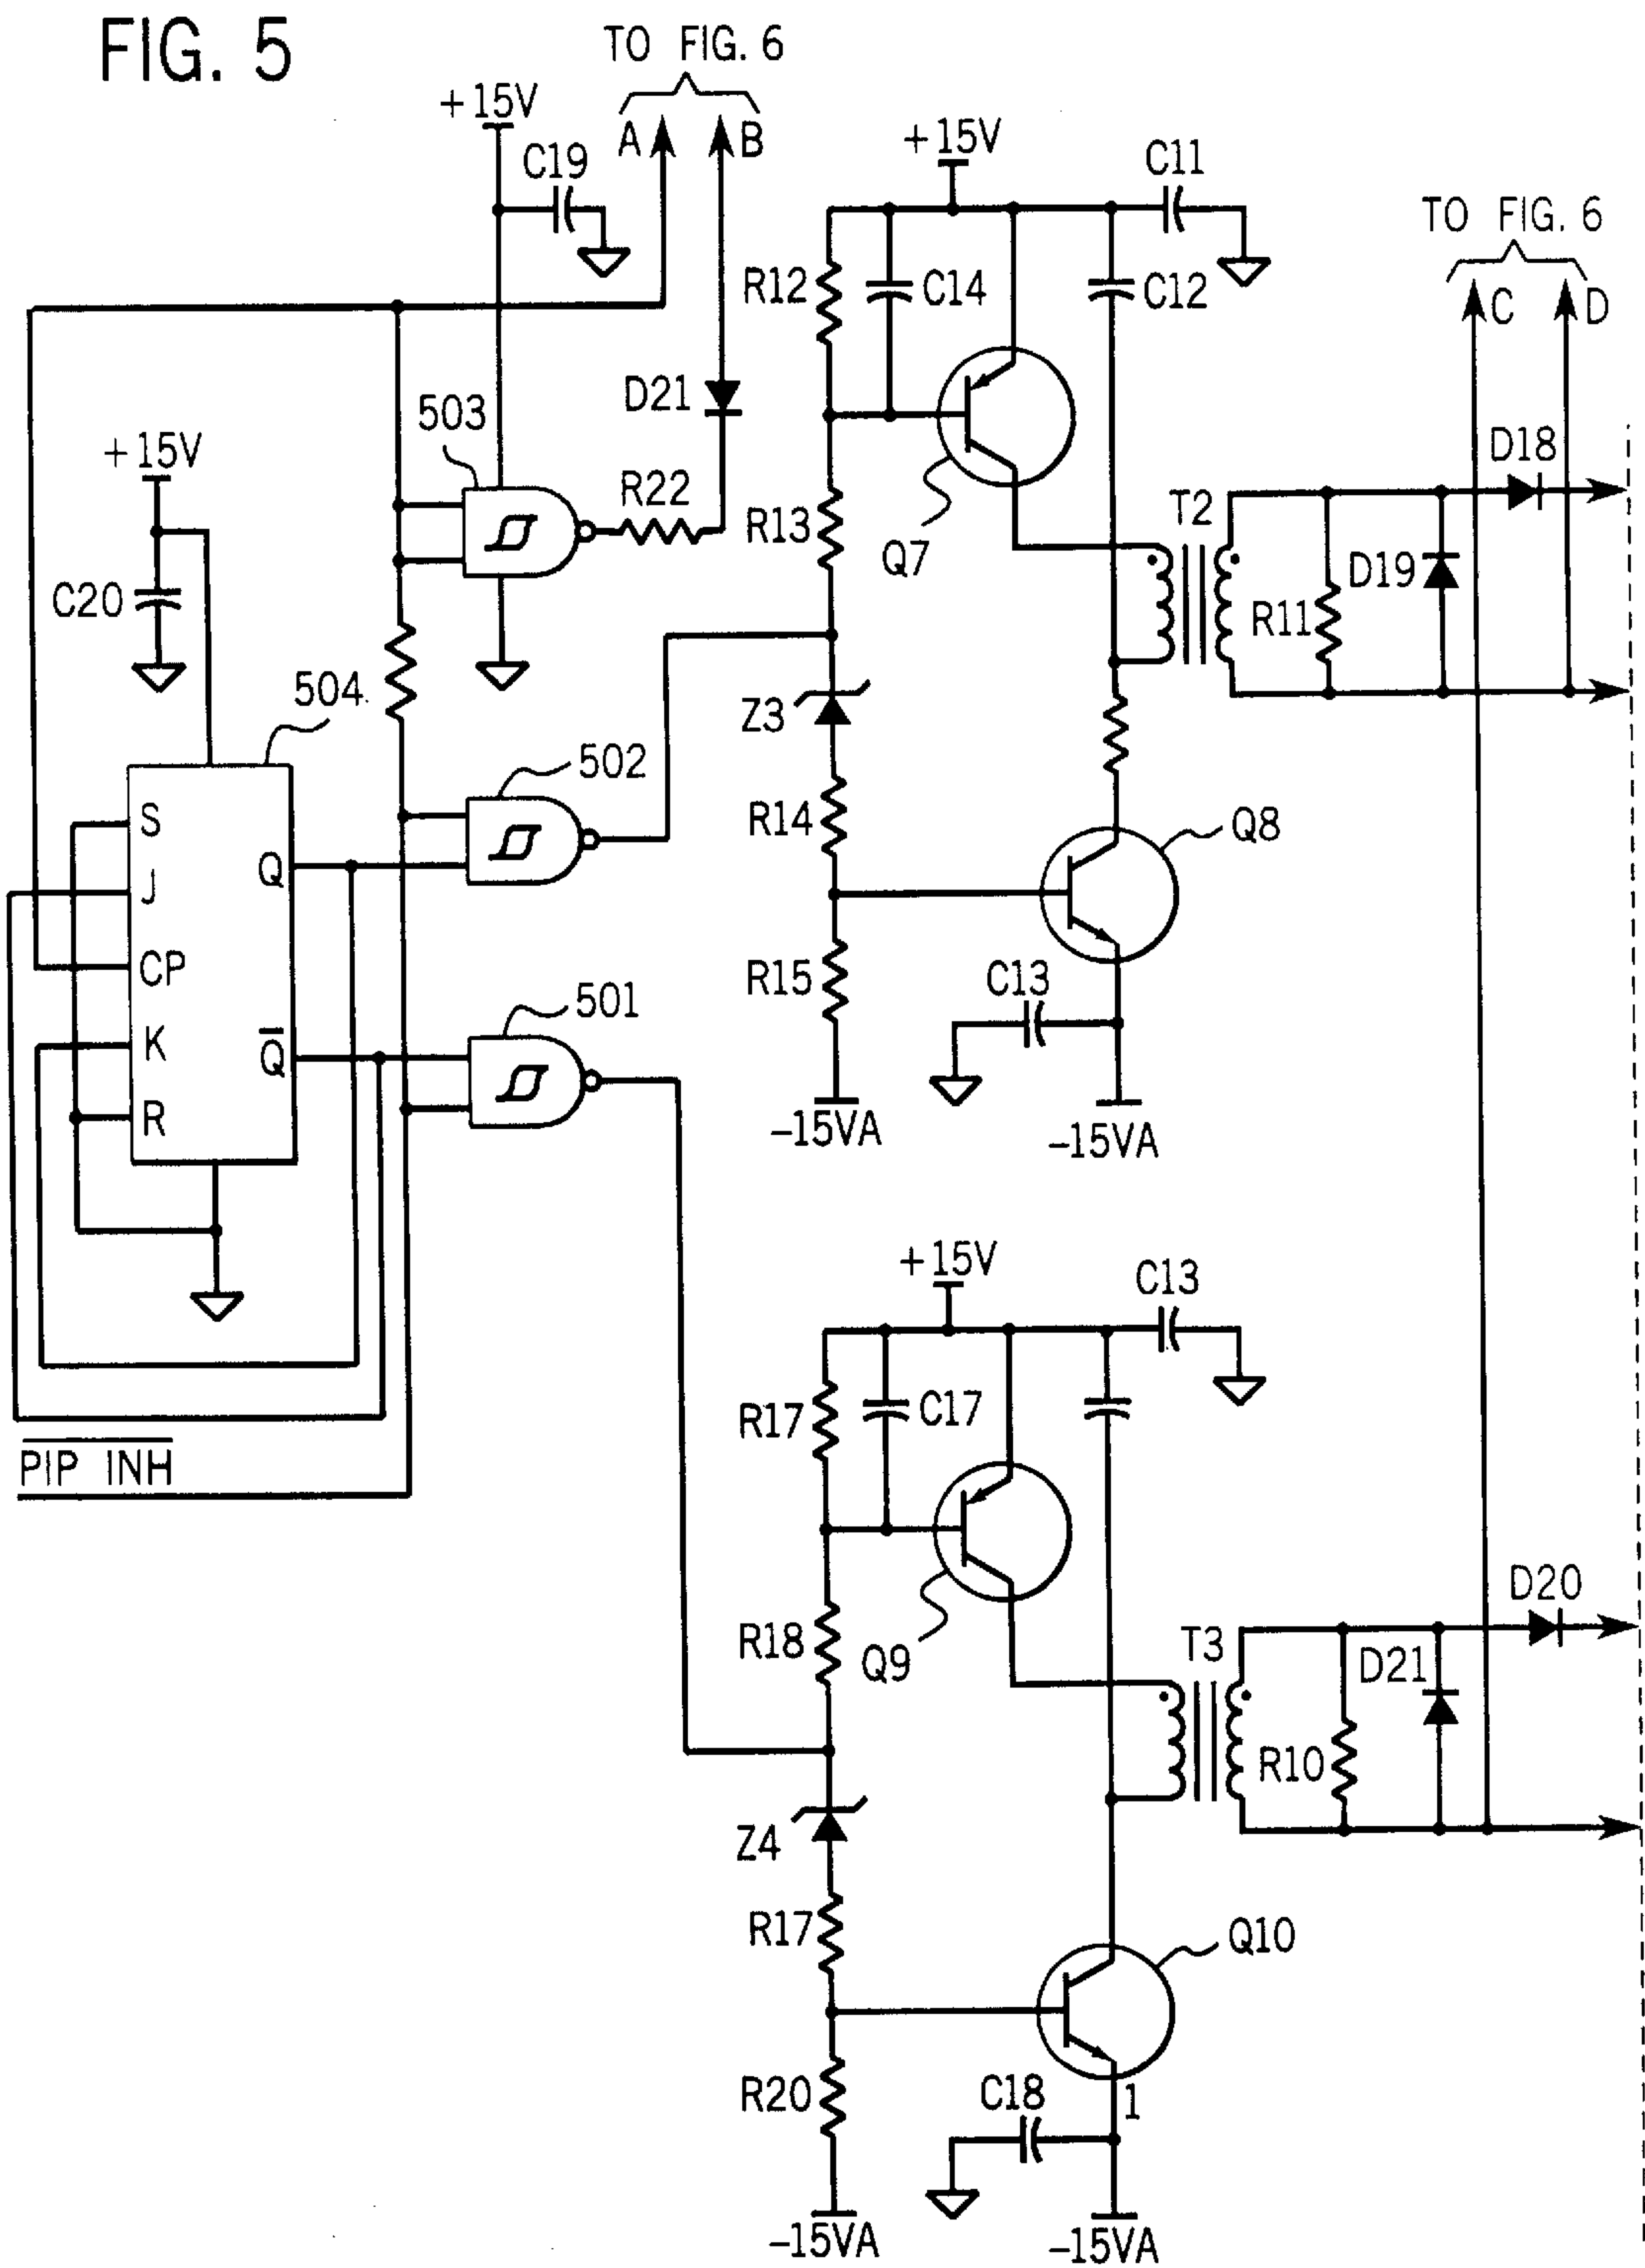 FIG. 5
TO FIG. 6
A
B
+15V
C19
+15V
C11
TO FIG. 6
C
D
R12
C14
C12
D21
503
+15V
R22
R13
Q7
T2
D18
D19
R11
C20
504
Z3
502
S
J
CP
K
R
Q
Q̅
R14
Q8
501
R15
C13
–15VA
–15VA
+15V
C13
R17
C17
P̅I̅P̅ I̅N̅H̅
R18
Q9
T3
D20
D21
R10
Z4
R17
Q10
R20
C18
1
–15VA
–15VA